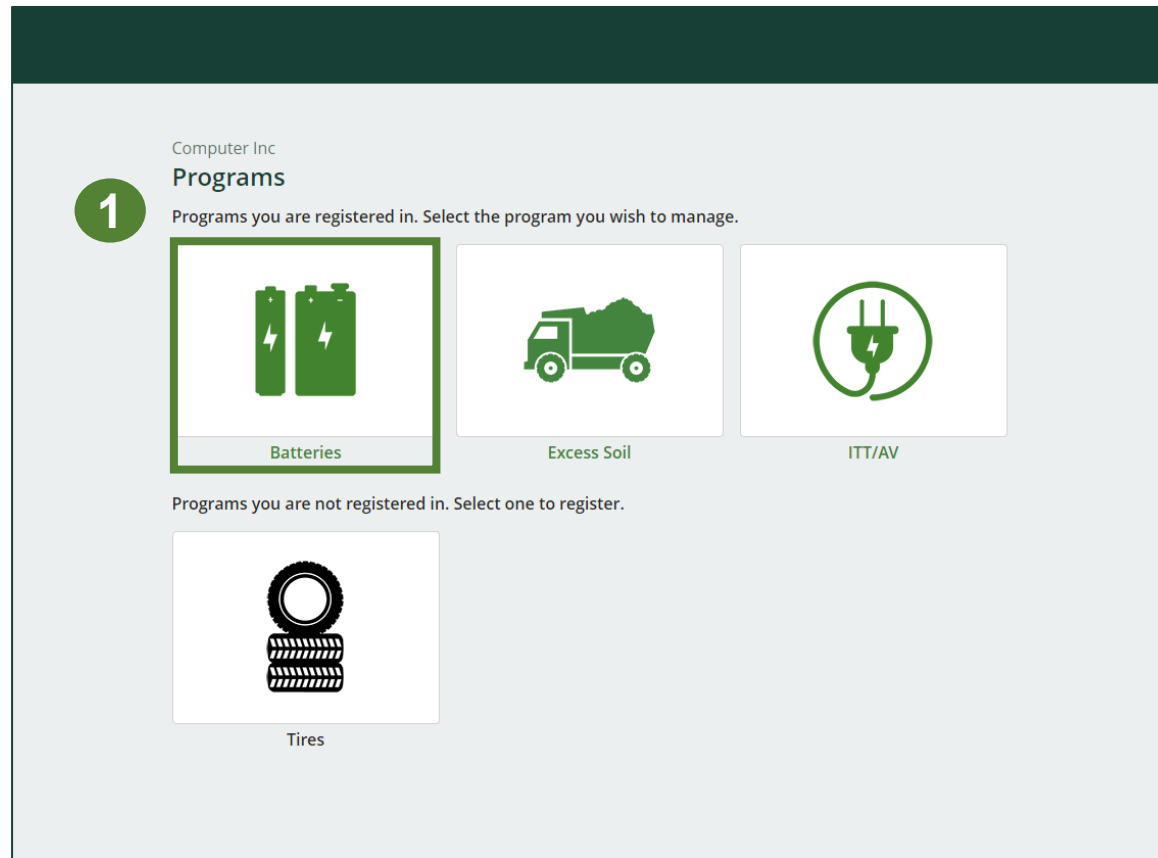 Computer Inc
Programs
1
Programs you are registered in. Select the program you wish to manage.
Batteries
Excess Soil
ITT/AV
Programs you are not registered in. Select one to register.
Tires